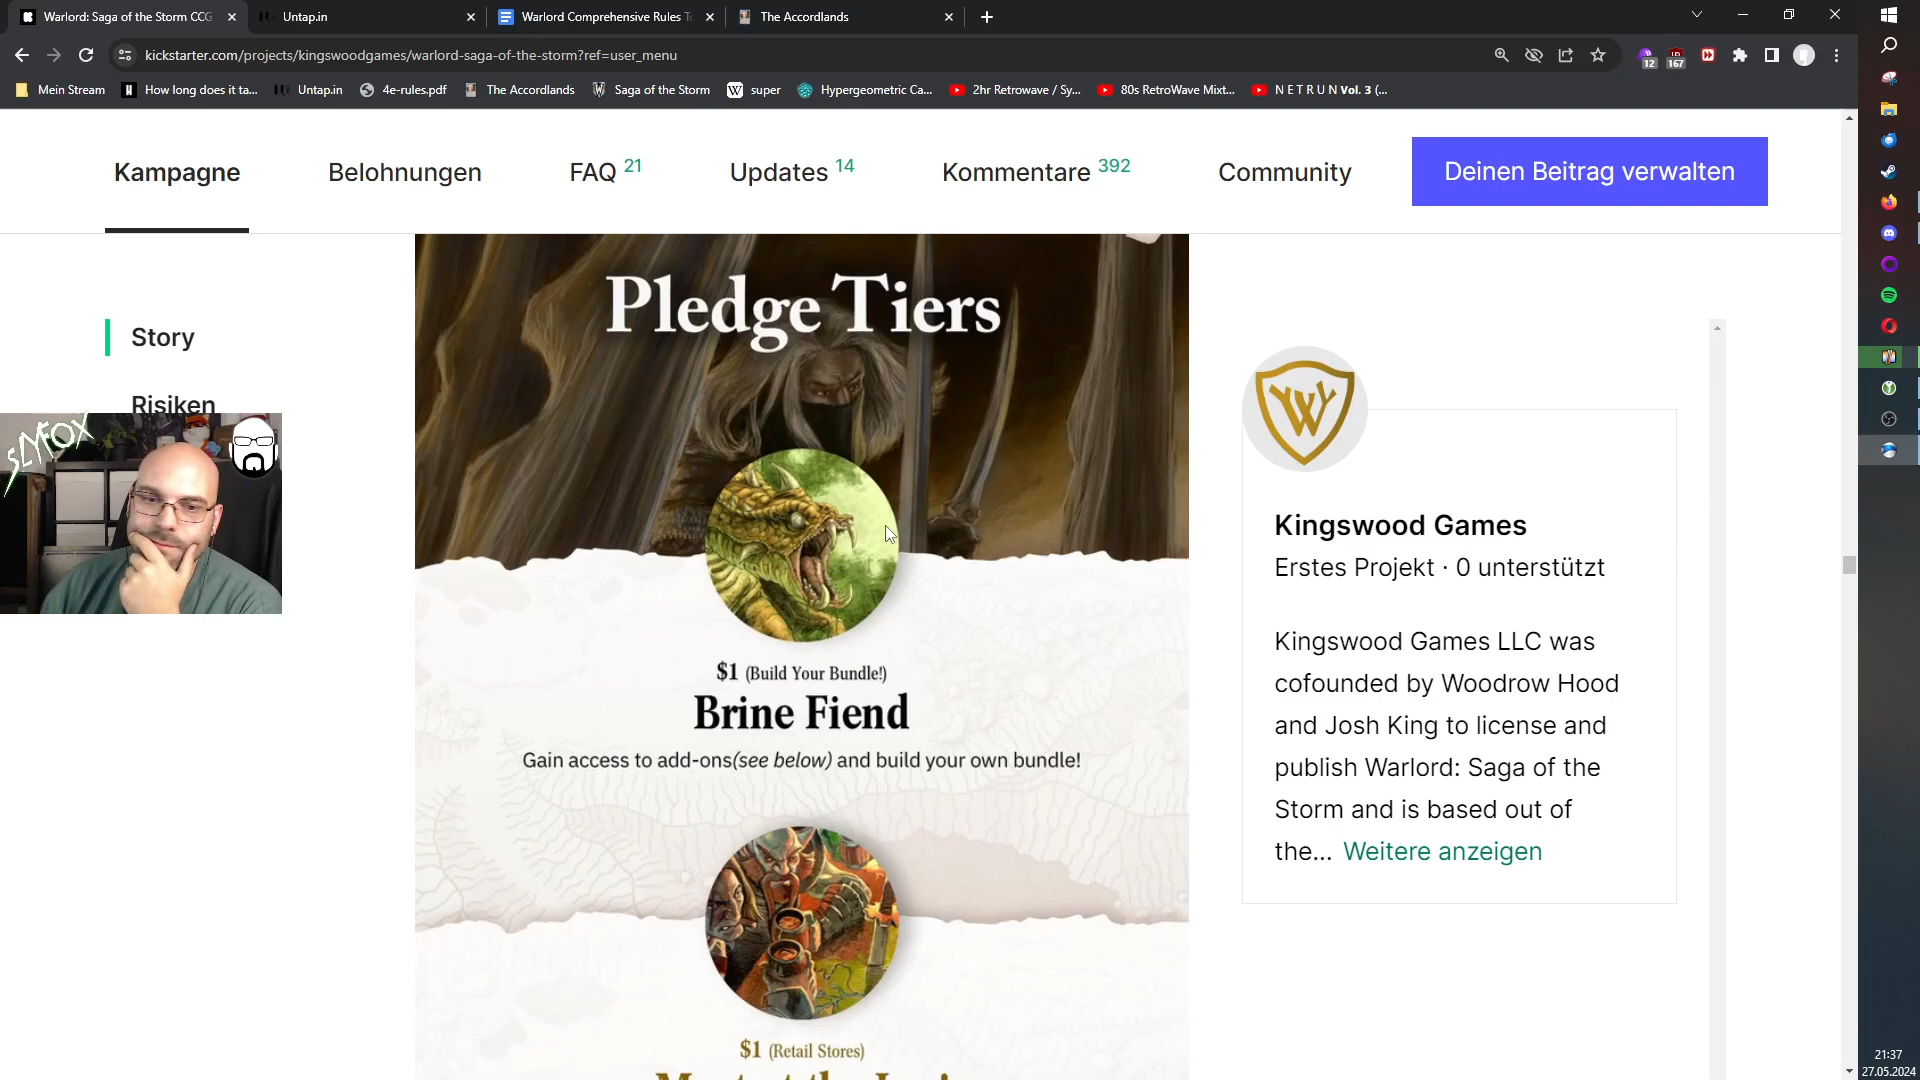 Warlord: Saga of the Storm CCG
Untap.in
Warlord Comprehensive Rules
The Accordlands
kickstarter.com/projects/kingswoodgames/warlord-saga-of-the-storm?ref=user_menu
12
167
Mein Stream
How long does it ta...
Untap.in
4e-rules.pdf
The Accordlands
Saga of the Storm
super
Hypergeometric Ca...
2hr Retrowave / Sy...
80s RetroWave Mixt...
N E T R U N Vol. 3 (...
Kampagne
Belohnungen
FAQ 21
Updates 14
Kommentare 392
Community
Deinen Beitrag verwalten
Story
Risiken
SLYFOX
Pledge Tiers
$1 (Build Your Bundle!)
Brine Fiend
Gain access to add-ons(see below) and build your own bundle!
$1 (Retail Stores)
Kingswood Games
Erstes Projekt · 0 unterstützt
Kingswood Games LLC was
cofounded by Woodrow Hood
and Josh King to license and
publish Warlord: Saga of the
Storm and is based out of
the... Weitere anzeigen
21:37
27.05.2024